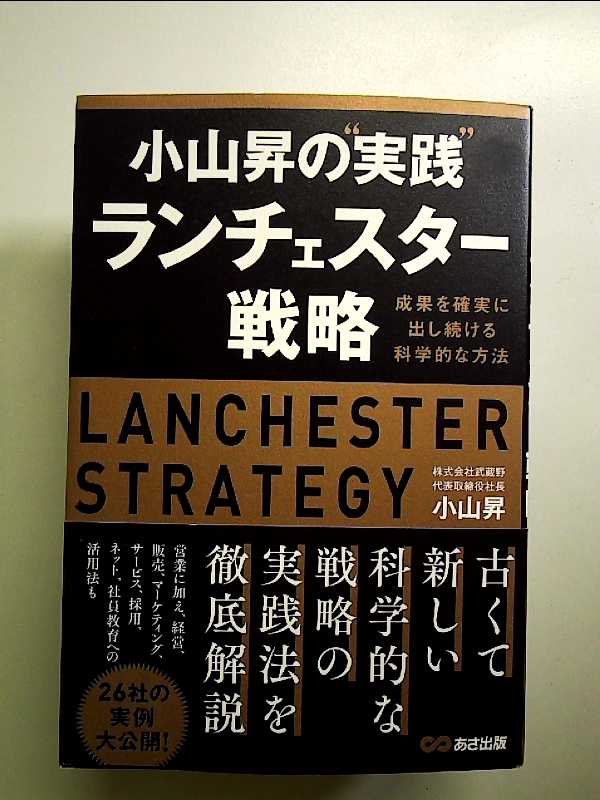 小山昇の“実践”
ランチェスター
戦略
成果を確実に
出し続ける
科学的な方法
LANCHESTER
STRATEGY
株式会社武蔵野
代表取締役社長
小山昇
古くて
新しい
科学的な
戦略の
実践法を
徹底解説
営業に加え、経営、
販売、マーケティング、
サービス、採用、
ネット、社員教育への
活用法も
26社の
実例
大公開!
あさ出版